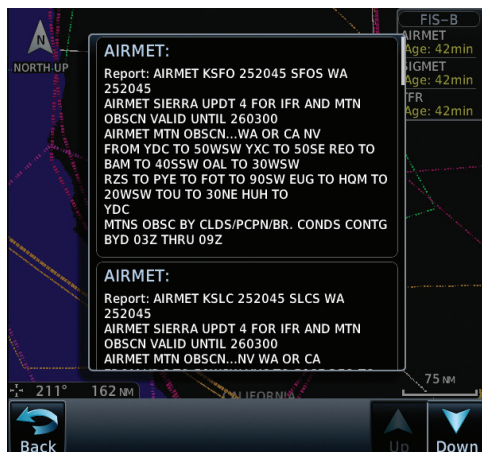 N
NORTH-UP
FIS-B
AIRMET
Age: 42min
SIGMET
Age: 42min
TFR
Age: 42min
AIRMET:
Report: AIRMET KSFO 252045 SFOS WA
252045
AIRMET SIERRA UPDT 4 FOR IFR AND MTN
OBSCN VALID UNTIL 260300
AIRMET MTN OBSCN...WA OR CA NV
FROM YDC TO 50WSW YXC TO 50SE REO TO
BAM TO 40SSW OAL TO 30WSW
RZS TO PYE TO FOT TO 90SW EUG TO HQM TO
20WSW TOU TO 30NE HUH TO
YDC
MTNS OBSC BY CLDS/PCPN/BR. CONDS CONTG
BYD 03Z THRU 09Z
AIRMET:
Report: AIRMET KSLC 252045 SLCS WA
252045
AIRMET SIERRA UPDT 4 FOR IFR AND MTN
OBSCN VALID UNTIL 260300
AIRMET MTN OBSCN...NV WA OR CA
211° 162 NM
CALIFORNIA
75 NM
Back
Up
Down